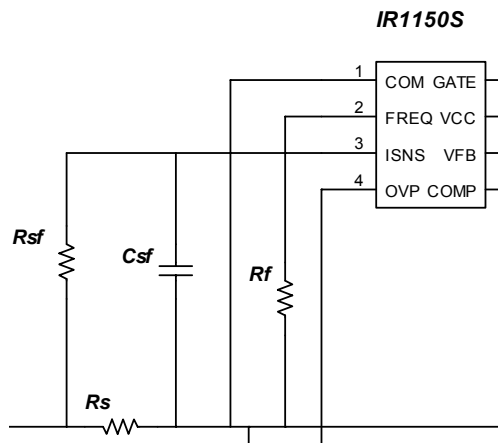 IR1150S
1 COM GATE
2 FREQ VCC
3 ISNS VFB
4 OVP COMP
Rsf
Csf
Rf
Rs